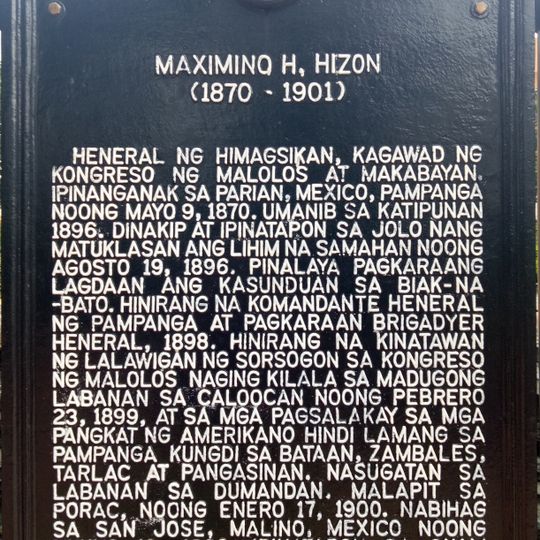 MAXIMINO H, HIZON
(1870 - 1901)
HENERAL NG HIMAGSIKAN, KAGAWAD NG
KONGRESO NG MALOLOS AT MAKABAYAN.
IPINANGANAK SA PARIAN, MEXICO, PAMPANGA
NOONG MAYO 9, 1870. UMANIB SA KATIPUNAN
1896. DINAKIP AT IPINATAPON SA JOLO NANG
MATUKLASAN ANG LIHIM NA SAMAHAN NOONG
AGOSTO 19, 1896. PINALAYA PAGKARAANG
LAGDAAN ANG KASUNDUAN SA BIAK-NA
-BATO. HINIRANG NA KOMANDANTE HENERAL
NG PAMPANGA AT PAGKARAAN BRIGADYER
HENERAL, 1898. HINIRANG NA KINATAWAN
NG LALAWIGAN NG SORSOGON SA KONGRESO
NG MALOLOS, NAGING KILALA SA MADUGONG
LABANAN SA CALOOCAN NOONG PEBRERO
23, 1899, AT SA MGA PAGSALAKAY SA MGA
PANGKAT NG AMERIKANO HINDI LAMANG SA
PAMPANGA KUNGDI SA BATAAN, ZAMBALES,
TARLAC AT PANGASINAN. NASUGATAN SA
LABANAN SA DUMANDAN. MALAPIT SA
PORAC, NOONG ENERO 17, 1900. NABIHAG
SA SAN JOSE, MALINO, MEXICO NOONG